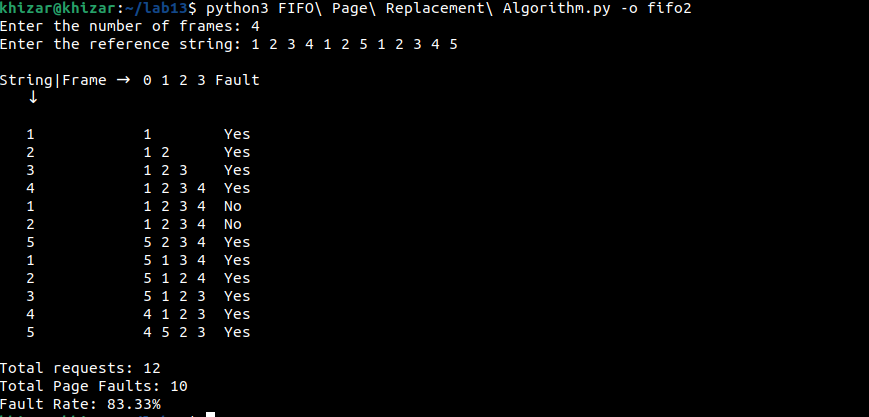 khizar@khizar:~/lab13$ python3 FIFO\ Page\ Replacement\ Algorithm.py -o fifo2
Enter the number of frames: 4
Enter the reference string: 1 2 3 4 1 2 5 1 2 3 4 5
String|Frame → 0 1 2 3 Fault
↓
1 1 Yes
2 1 2 Yes
3 1 2 3 Yes
4 1 2 3 4 Yes
1 1 2 3 4 No
2 1 2 3 4 No
5 5 2 3 4 Yes
1 5 1 3 4 Yes
2 5 1 2 4 Yes
3 5 1 2 3 Yes
4 4 1 2 3 Yes
5 4 5 2 3 Yes
Total requests: 12
Total Page Faults: 10
Fault Rate: 83.33%